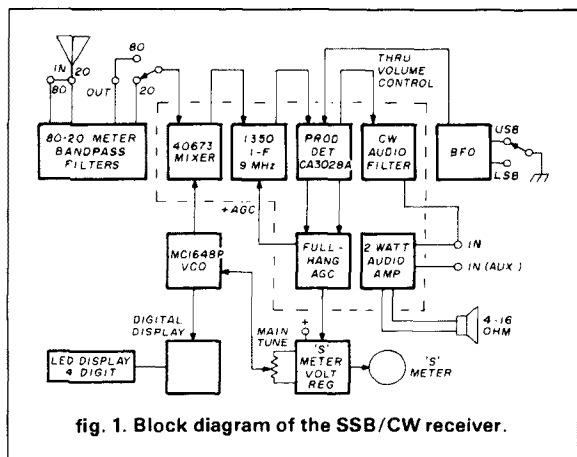 IN
80
20
OUT
80
20
THRU
VOLUME
CONTROL
80-20 METER
BANDPASS
FILTERS
40673
MIXER
1350
I-F
9 MHz
PROD
DET
CA3028A
CW
AUDIO
FILTER
BFO
USB
LSB
+AGC
MC1648P
VCO
FULL-
HANG
AGC
2 WATT
AUDIO
AMP
IN
IN (AUX.)
4-16
OHM
DIGITAL
DISPLAY
MAIN
TUNE
+
LED DISPLAY
4 DIGIT
'S'
METER
VOLT
REG
'S'
METER
fig. 1. Block diagram of the SSB/CW receiver.